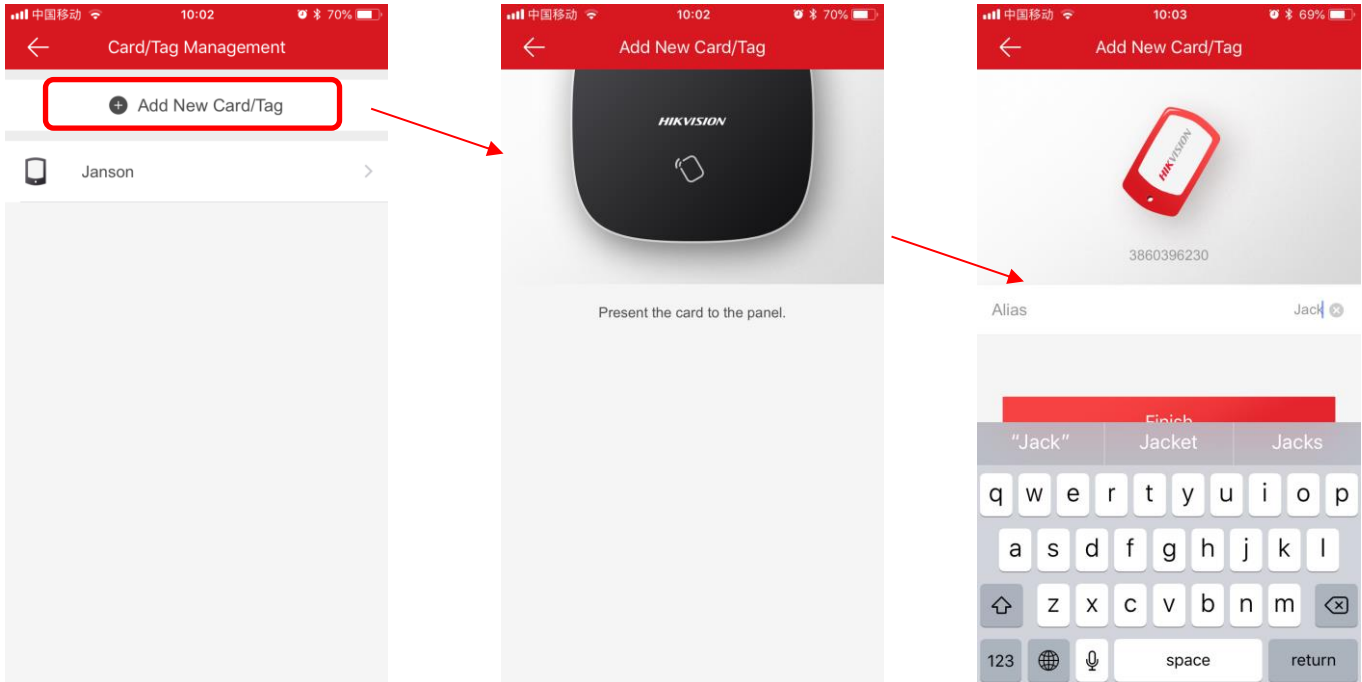 中国移动 10:02 70%
Card/Tag Management
Add New Card/Tag
Janson
中国移动 10:02 70%
Add New Card/Tag
HIKVISION
Present the card to the panel.
中国移动 10:03 69%
Add New Card/Tag
HIKVISION
3860396230
Alias Jack
Finish
“Jack” Jacket Jacks
q w e r t y u i o p
a s d f g h j k l
z x c v b n m
123 space return